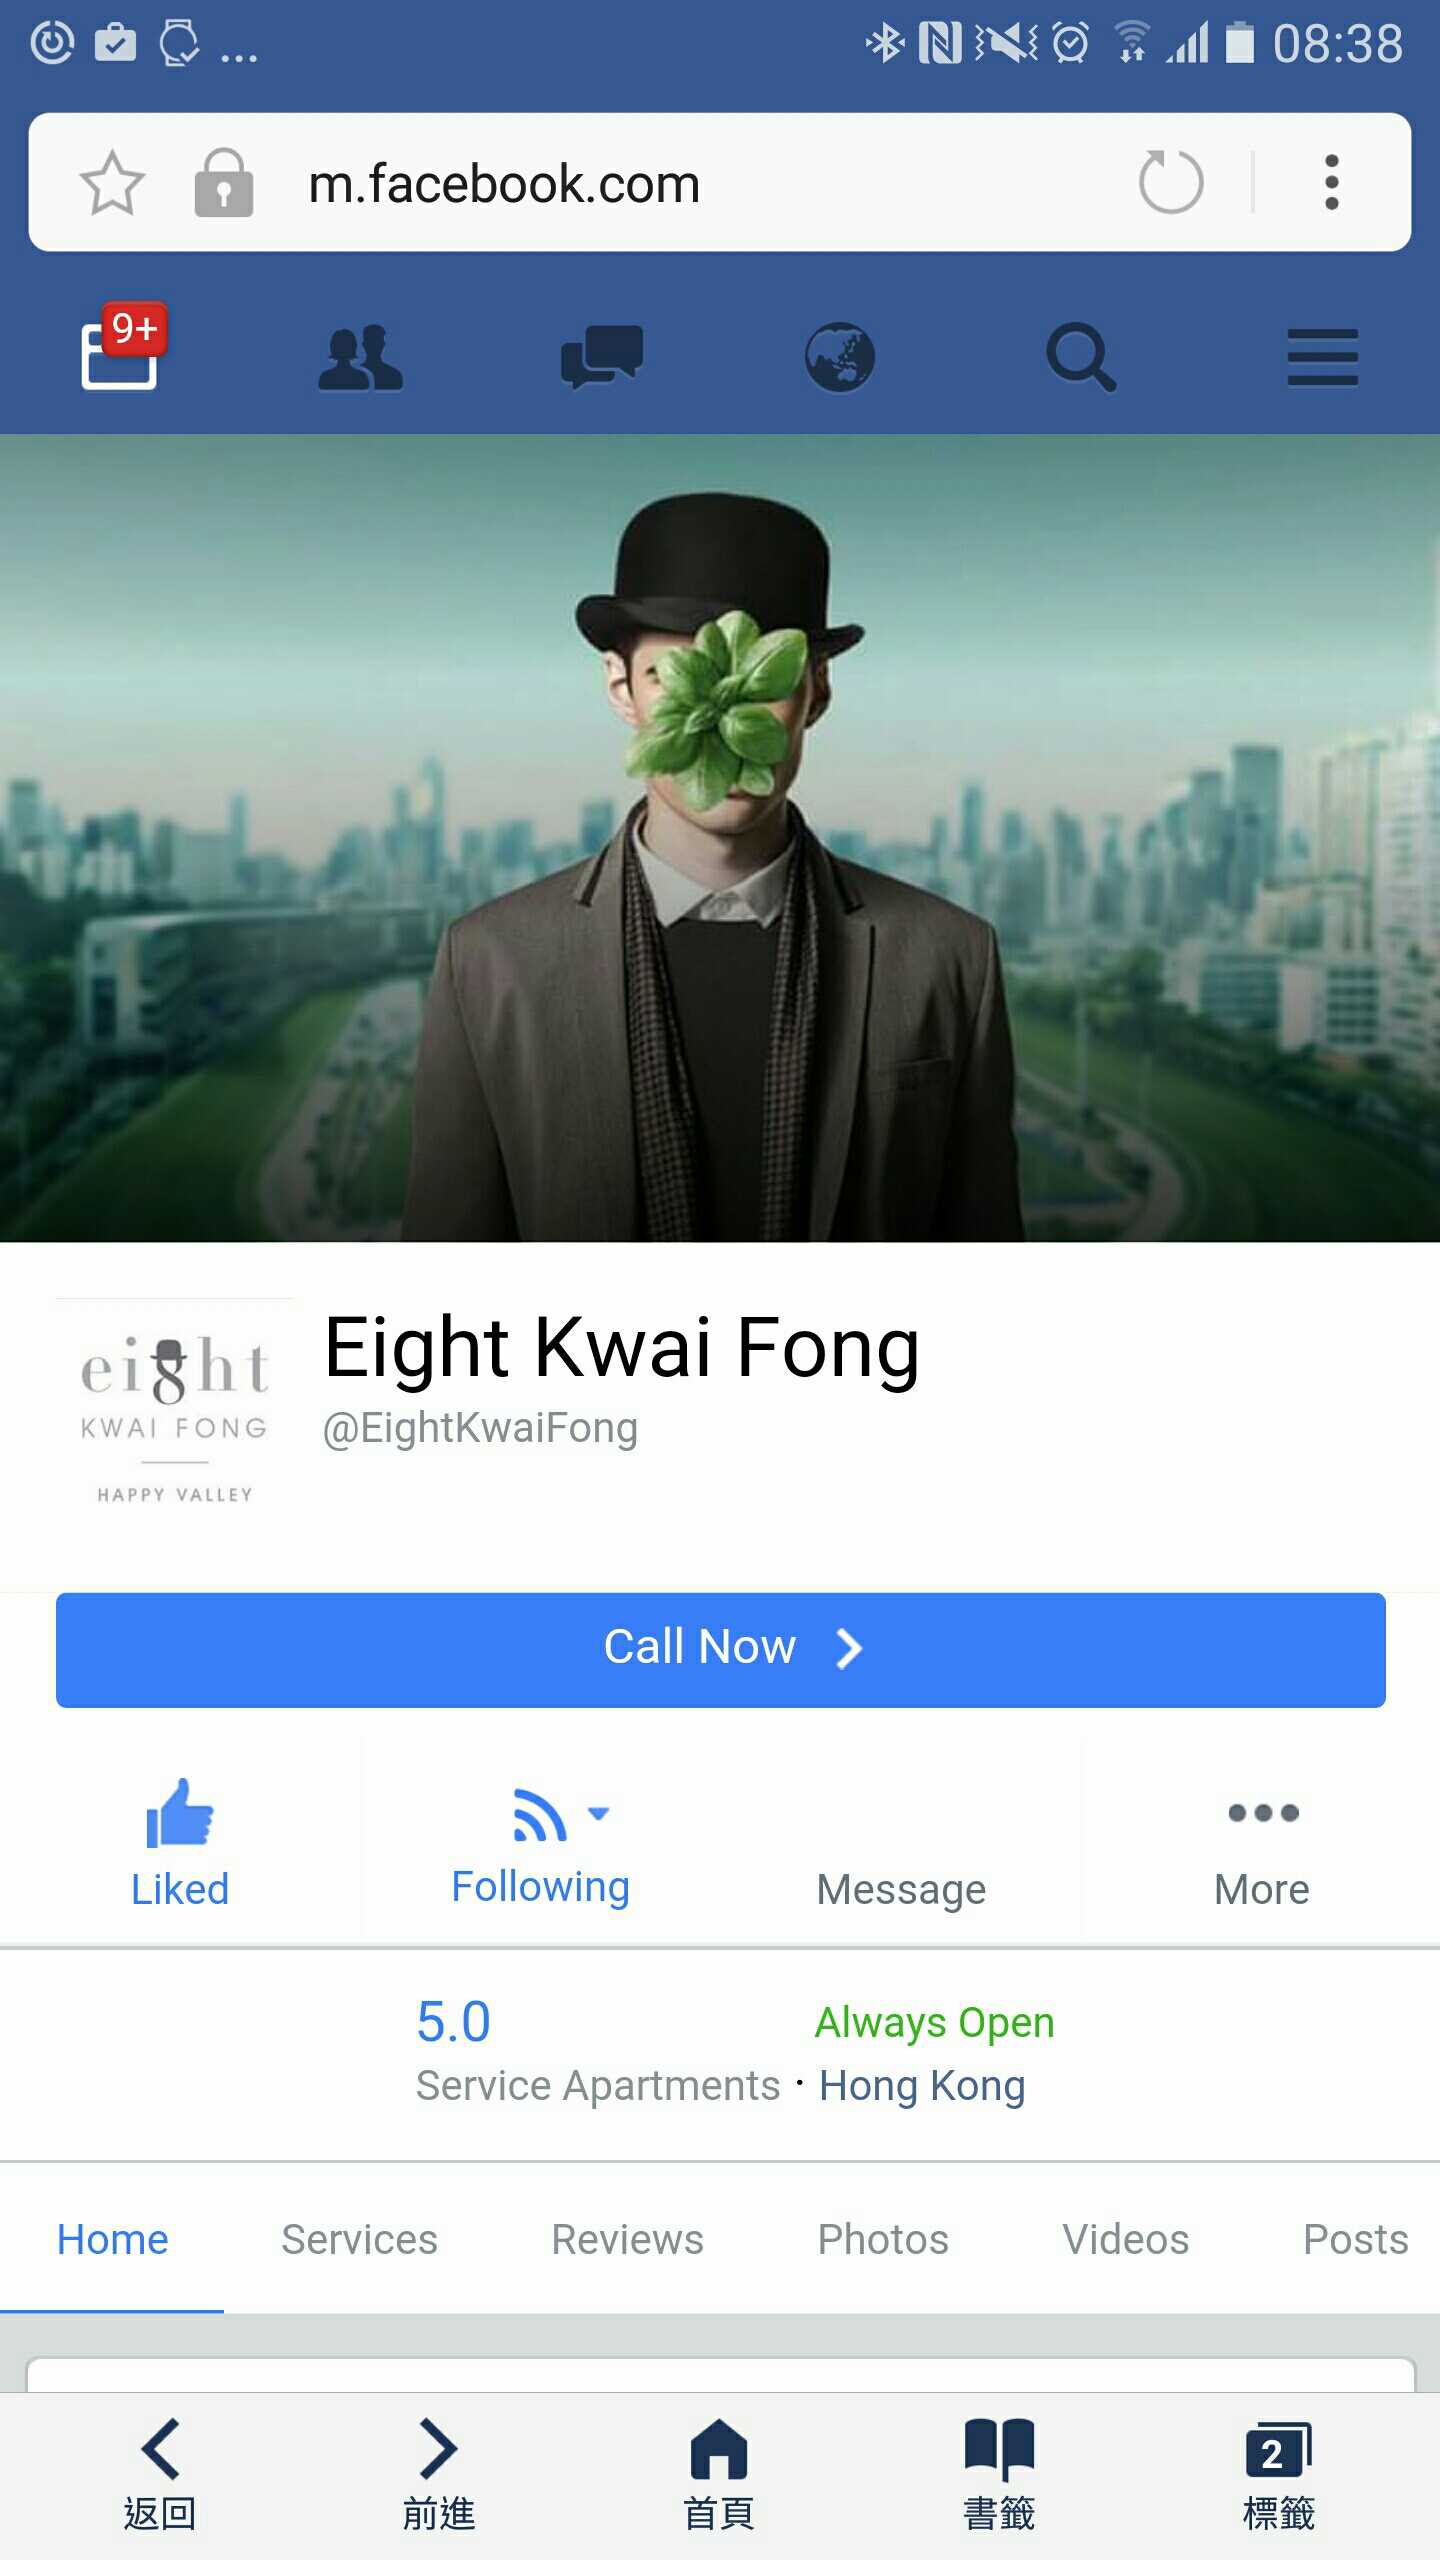 08:38
m.facebook.com
9+
eight
KWAI FONG
HAPPY VALLEY
Eight Kwai Fong
@EightKwaiFong
Call Now
Liked
Following
Message
More
5.0
Always Open
Service Apartments · Hong Kong
Home Services Reviews Photos Videos Posts
2
返回 前進 首頁 書籤 標籤